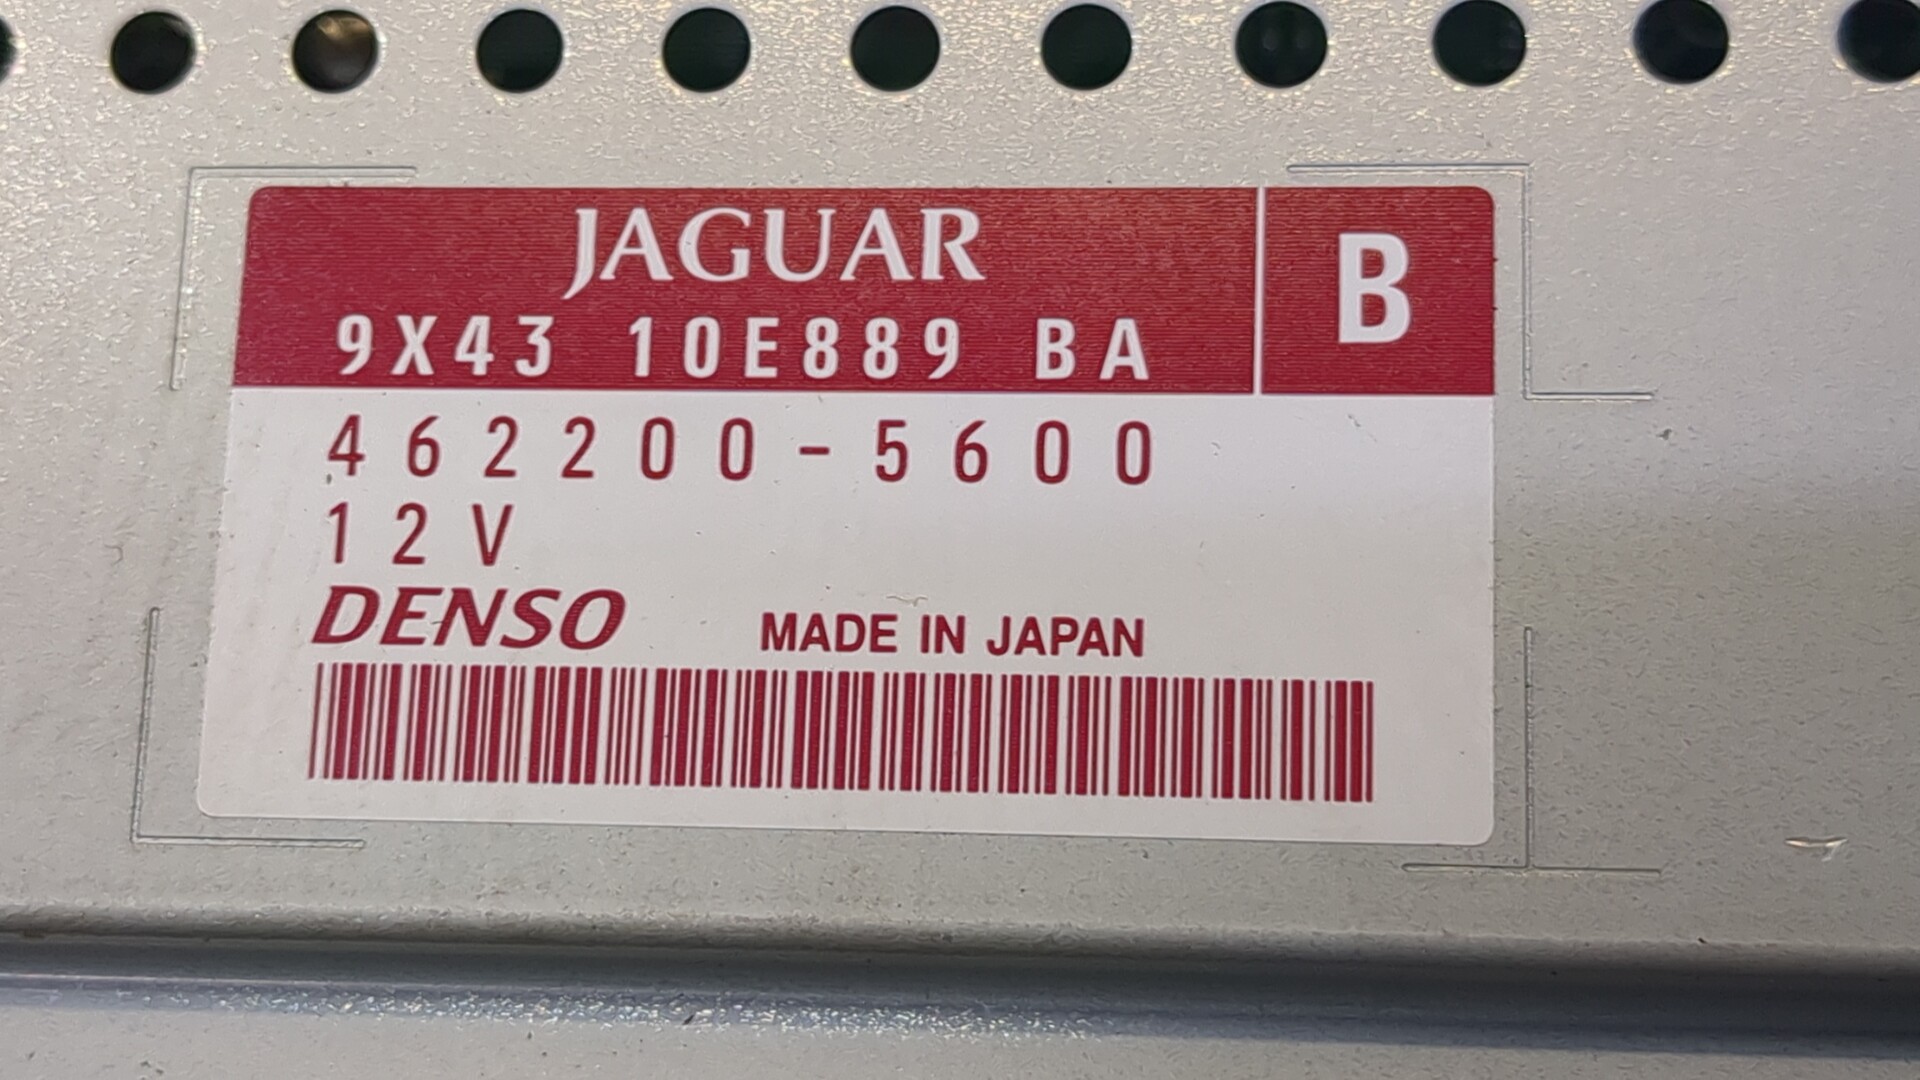 JAGUAR
9X43 10E889 BA
B
462200-5600
12V
DENSO MADE IN JAPAN